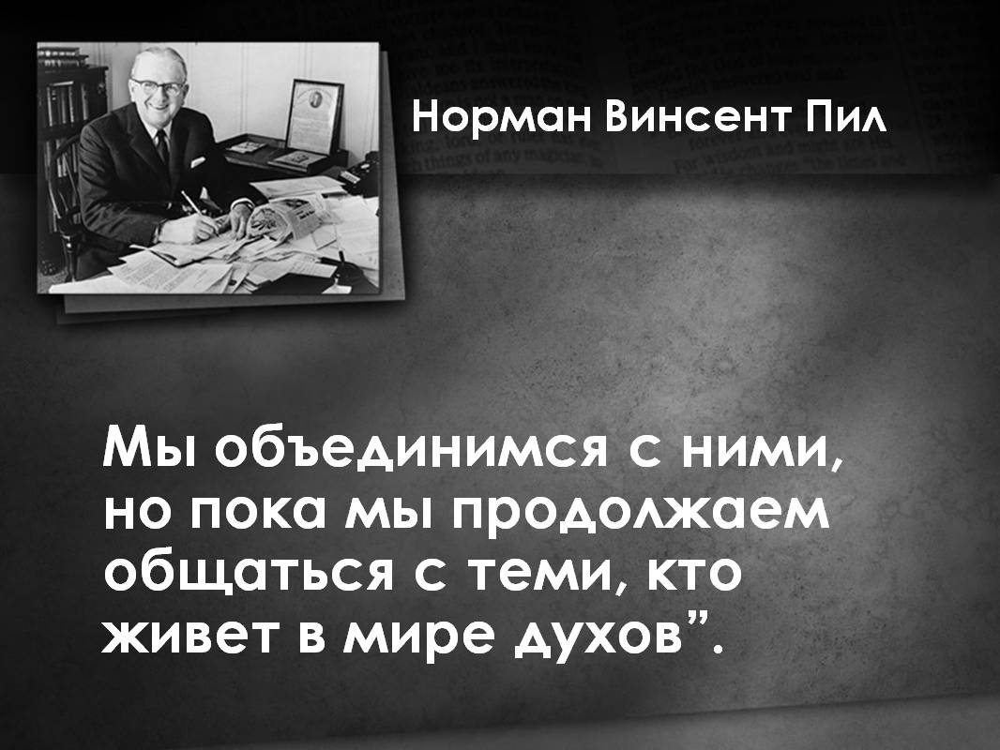 Норман Винсент Пил
Мы объединимся с ними,
но пока мы продолжаем
общаться с теми, кто
живет в мире духов”.